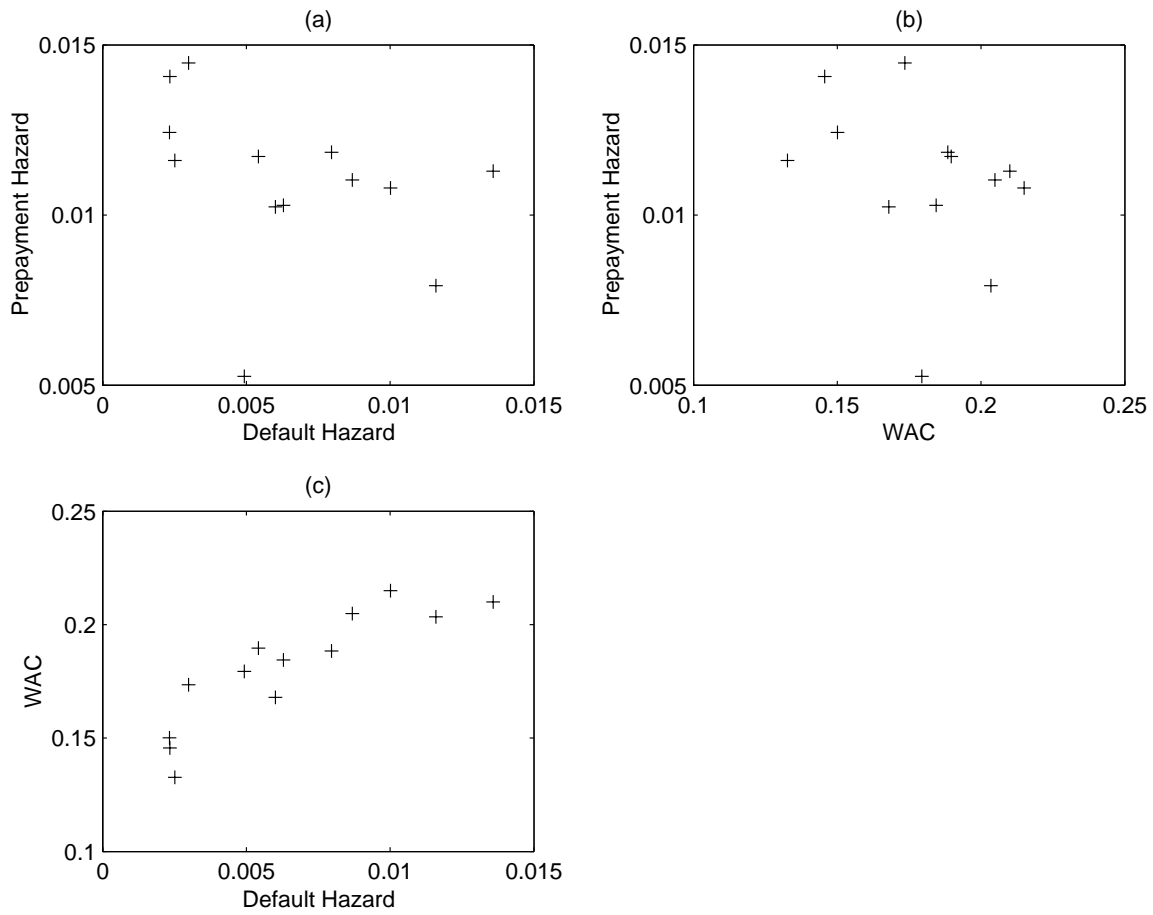 (a)
0.015
0.01
0.005
Prepayment Hazard
0 0.005 0.01 0.015
Default Hazard
(b)
0.015
0.01
0.005
Prepayment Hazard
0.1 0.15 0.2 0.25
WAC
(c)
0.25
0.2
0.15
0.1
WAC
0 0.005 0.01 0.015
Default Hazard